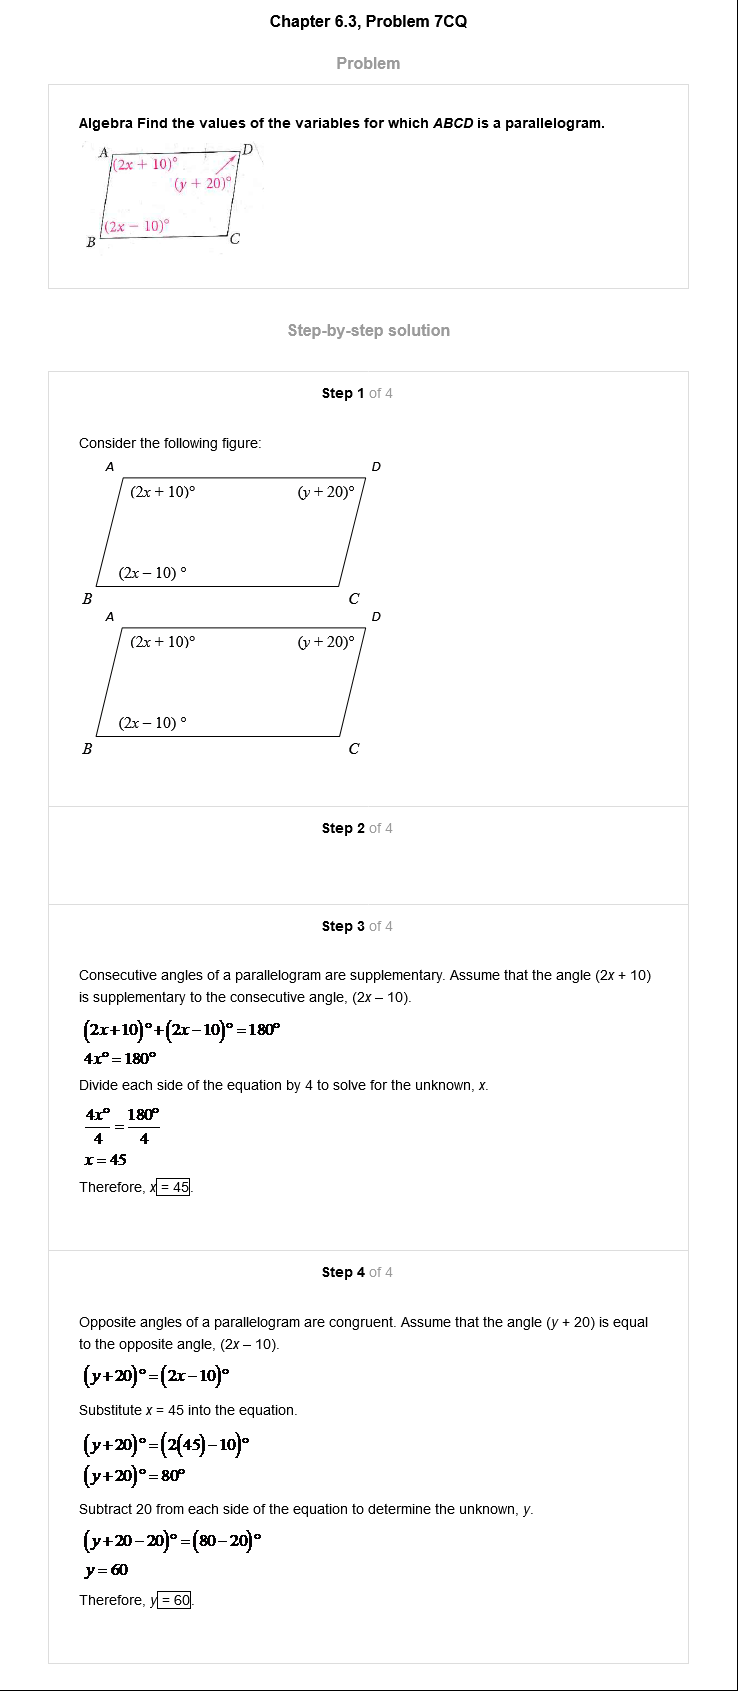 Chapter 6.3, Problem 7CQ
Problem
Algebra Find the values of the variables for which ABCD is a parallelogram.
A D
(2x + 10)°
(y + 20)°
(2x − 10)°
B C
Step-by-step solution
Step 1 of 4
Consider the following figure:
A D
(2x + 10)° (y + 20)°
(2x – 10) °
B C
A D
(2x + 10)° (y + 20)°
(2x – 10) °
B C
Step 2 of 4
Step 3 of 4
Consecutive angles of a parallelogram are supplementary. Assume that the angle (2x + 10)
is supplementary to the consecutive angle, (2x – 10).
(2x+10)°+(2x−10)°=180°
4x°=180°
Divide each side of the equation by 4 to solve for the unknown, x.
4x° 180°
=
4 4
x=45
Therefore, x = 45.
Step 4 of 4
Opposite angles of a parallelogram are congruent. Assume that the angle (y + 20) is equal
to the opposite angle, (2x – 10).
(y+20)°=(2x−10)°
Substitute x = 45 into the equation.
(y+20)°=(2(45)−10)°
(y+20)°=80°
Subtract 20 from each side of the equation to determine the unknown, y.
(y+20−20)°=(80−20)°
y=60
Therefore, y = 60.